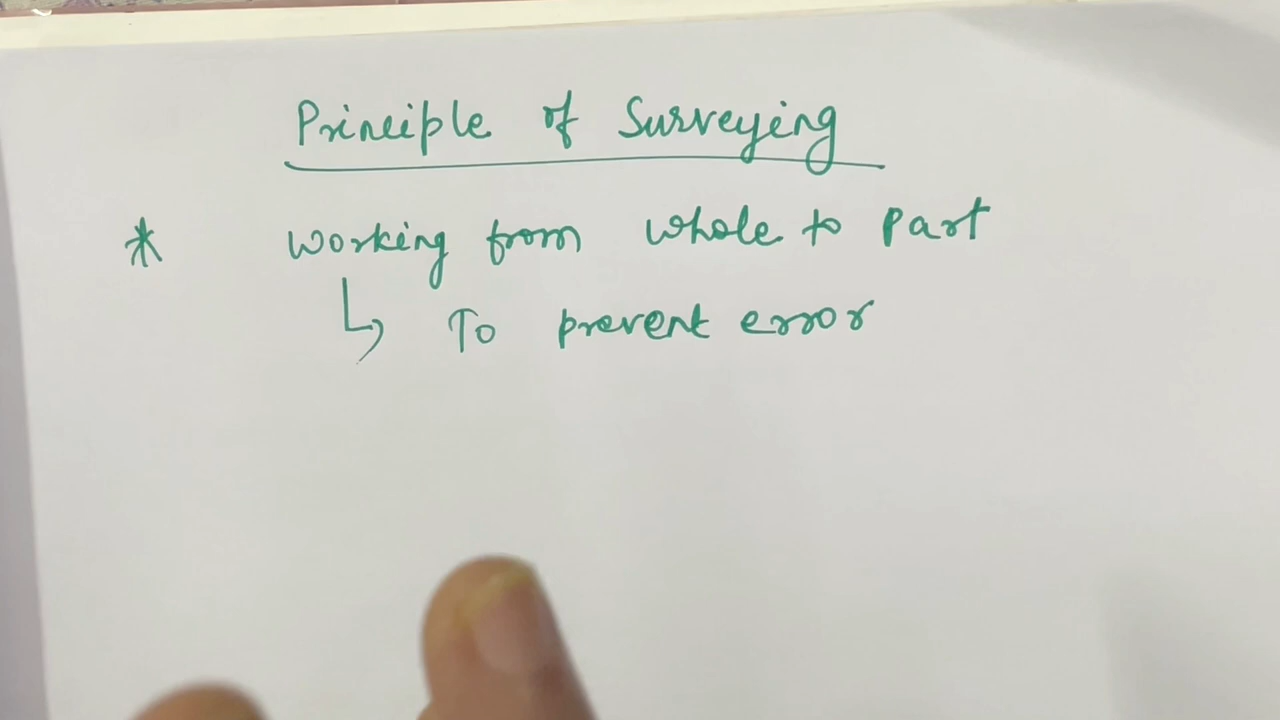 Principle of Surveying
* Working from whole to part
↳ To prevent error